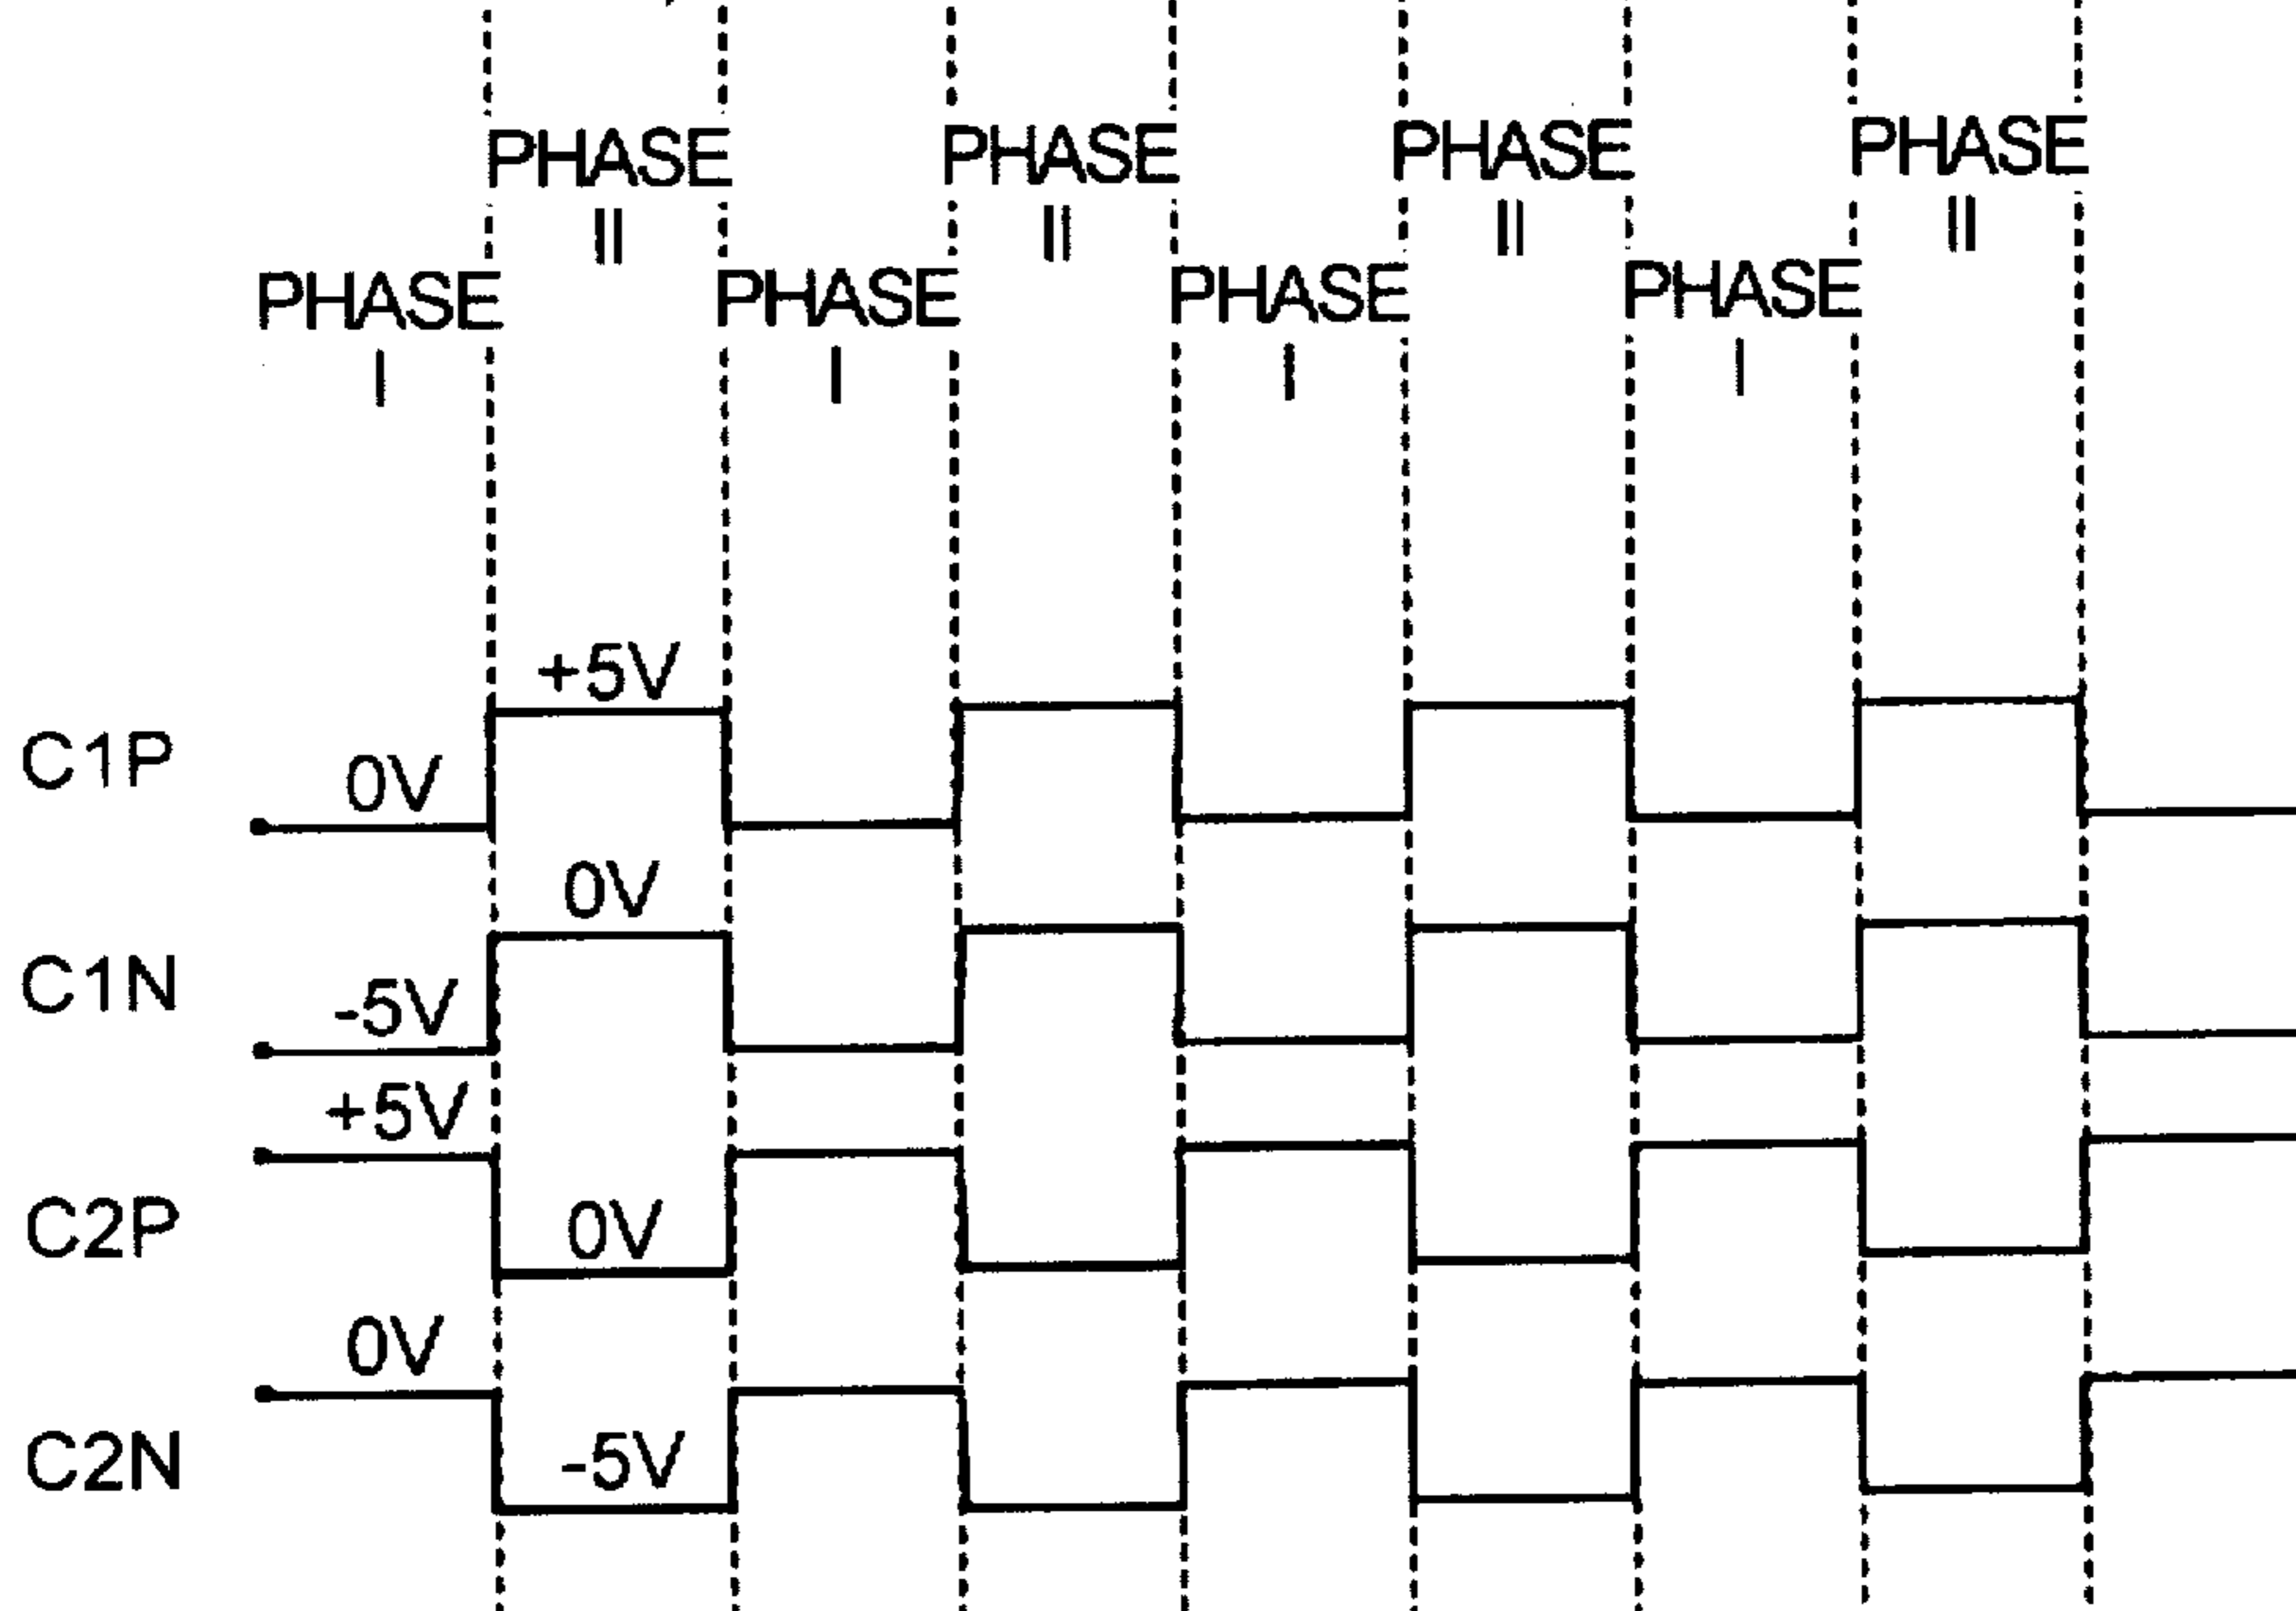 PHASE II PHASE II PHASE II PHASE II
PHASE I PHASE I PHASE I PHASE I
+5V
C1P 0V
0V
C1N -5V
+5V
C2P 0V
0V
C2N -5V